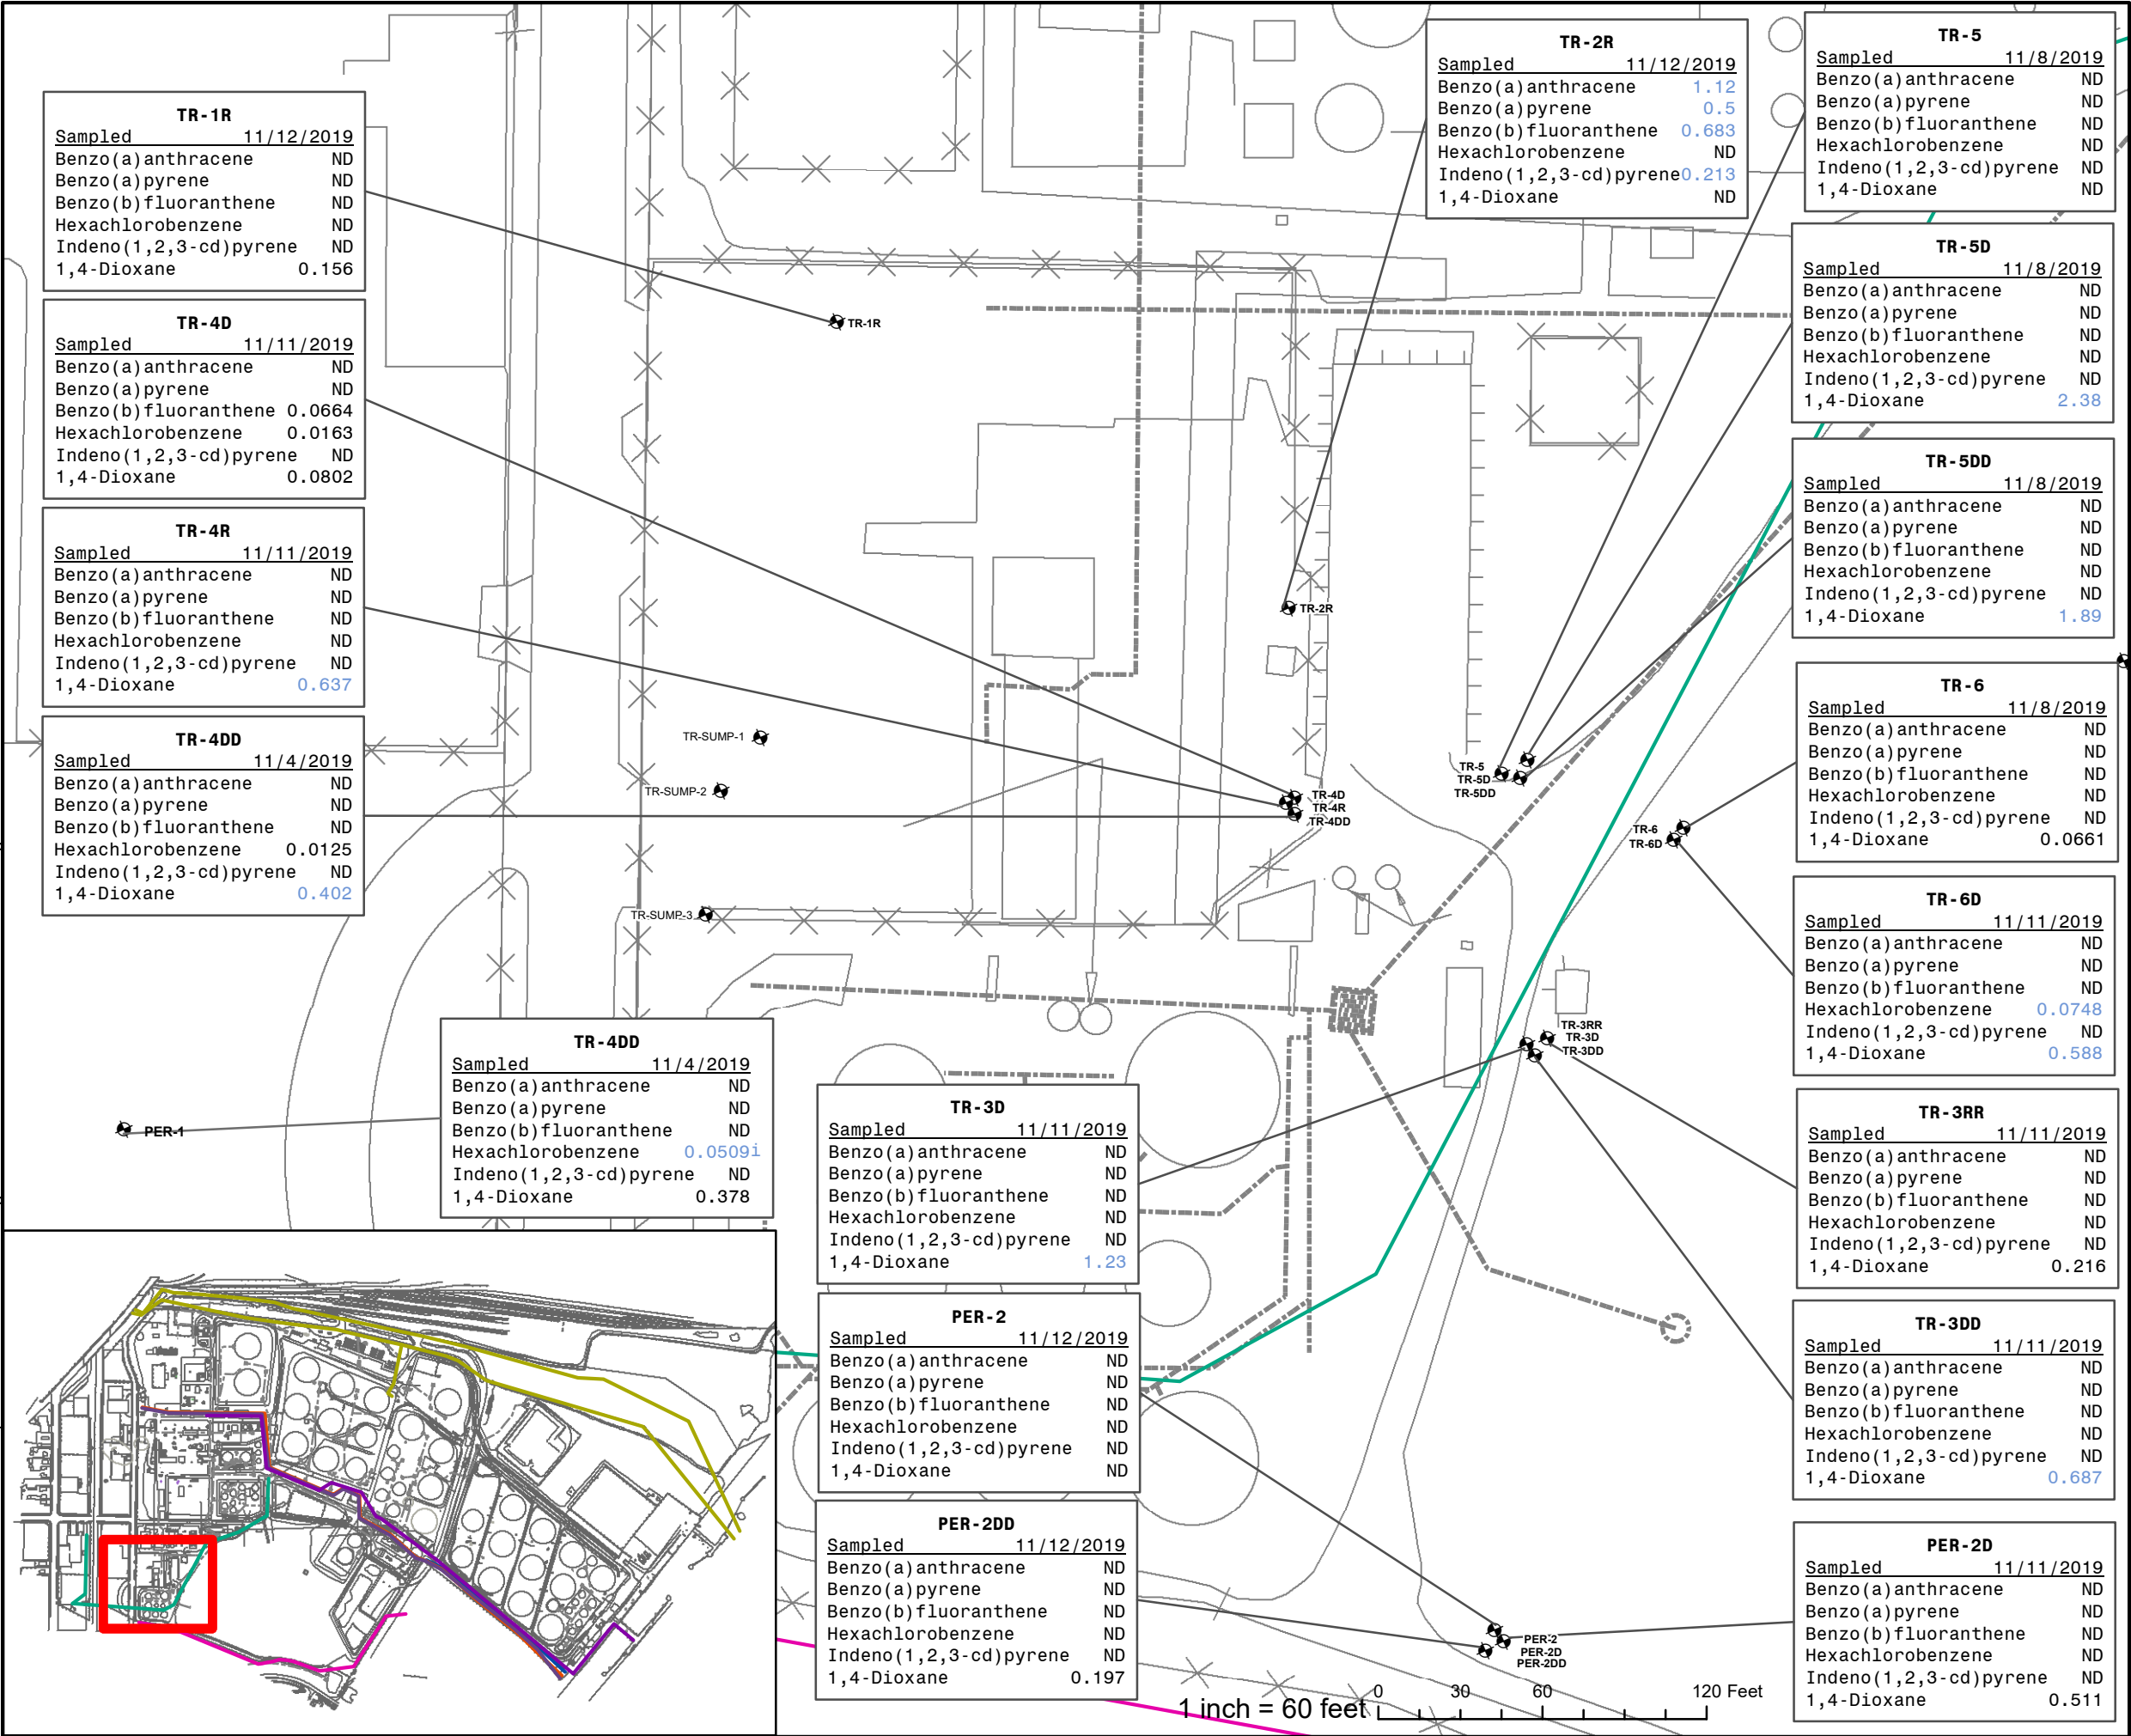 TR-1R
Sampled 11/12/2019
Benzo(a)anthracene ND
Benzo(a)pyrene ND
Benzo(b)fluoranthene ND
Hexachlorobenzene ND
Indeno(1,2,3-cd)pyrene ND
1,4-Dioxane 0.156
TR-4D
Sampled 11/11/2019
Benzo(a)anthracene ND
Benzo(a)pyrene ND
Benzo(b)fluoranthene 0.0664
Hexachlorobenzene 0.0163
Indeno(1,2,3-cd)pyrene ND
1,4-Dioxane 0.0802
TR-4R
Sampled 11/11/2019
Benzo(a)anthracene ND
Benzo(a)pyrene ND
Benzo(b)fluoranthene ND
Hexachlorobenzene ND
Indeno(1,2,3-cd)pyrene ND
1,4-Dioxane 0.637
TR-4DD
Sampled 11/4/2019
Benzo(a)anthracene ND
Benzo(a)pyrene ND
Benzo(b)fluoranthene ND
Hexachlorobenzene 0.0125
Indeno(1,2,3-cd)pyrene ND
1,4-Dioxane 0.402
TR-2R
Sampled 11/12/2019
Benzo(a)anthracene 1.12
Benzo(a)pyrene 0.5
Benzo(b)fluoranthene 0.683
Hexachlorobenzene ND
Indeno(1,2,3-cd)pyrene 0.213
1,4-Dioxane ND
TR-5
Sampled 11/8/2019
Benzo(a)anthracene ND
Benzo(a)pyrene ND
Benzo(b)fluoranthene ND
Hexachlorobenzene ND
Indeno(1,2,3-cd)pyrene ND
1,4-Dioxane ND
TR-5D
Sampled 11/8/2019
Benzo(a)anthracene ND
Benzo(a)pyrene ND
Benzo(b)fluoranthene ND
Hexachlorobenzene ND
Indeno(1,2,3-cd)pyrene ND
1,4-Dioxane 2.38
TR-5DD
Sampled 11/8/2019
Benzo(a)anthracene ND
Benzo(a)pyrene ND
Benzo(b)fluoranthene ND
Hexachlorobenzene ND
Indeno(1,2,3-cd)pyrene ND
1,4-Dioxane 1.89
TR-6
Sampled 11/8/2019
Benzo(a)anthracene ND
Benzo(a)pyrene ND
Benzo(b)fluoranthene ND
Hexachlorobenzene ND
Indeno(1,2,3-cd)pyrene ND
1,4-Dioxane 0.0661
TR-6D
Sampled 11/11/2019
Benzo(a)anthracene ND
Benzo(a)pyrene ND
Benzo(b)fluoranthene ND
Hexachlorobenzene 0.0748
Indeno(1,2,3-cd)pyrene ND
1,4-Dioxane 0.588
TR-3RR
Sampled 11/11/2019
Benzo(a)anthracene ND
Benzo(a)pyrene ND
Benzo(b)fluoranthene ND
Hexachlorobenzene ND
Indeno(1,2,3-cd)pyrene ND
1,4-Dioxane 0.216
TR-3DD
Sampled 11/11/2019
Benzo(a)anthracene ND
Benzo(a)pyrene ND
Benzo(b)fluoranthene ND
Hexachlorobenzene ND
Indeno(1,2,3-cd)pyrene ND
1,4-Dioxane 0.687
PER-2D
Sampled 11/11/2019
Benzo(a)anthracene ND
Benzo(a)pyrene ND
Benzo(b)fluoranthene ND
Hexachlorobenzene ND
Indeno(1,2,3-cd)pyrene ND
1,4-Dioxane 0.511
TR-4DD
Sampled 11/4/2019
Benzo(a)anthracene ND
Benzo(a)pyrene ND
Benzo(b)fluoranthene ND
Hexachlorobenzene 0.0509i
Indeno(1,2,3-cd)pyrene ND
1,4-Dioxane 0.378
TR-3D
Sampled 11/11/2019
Benzo(a)anthracene ND
Benzo(a)pyrene ND
Benzo(b)fluoranthene ND
Hexachlorobenzene ND
Indeno(1,2,3-cd)pyrene ND
1,4-Dioxane 1.23
PER-2
Sampled 11/12/2019
Benzo(a)anthracene ND
Benzo(a)pyrene ND
Benzo(b)fluoranthene ND
Hexachlorobenzene ND
Indeno(1,2,3-cd)pyrene ND
1,4-Dioxane ND
PER-2DD
Sampled 11/12/2019
Benzo(a)anthracene ND
Benzo(a)pyrene ND
Benzo(b)fluoranthene ND
Hexachlorobenzene ND
Indeno(1,2,3-cd)pyrene ND
1,4-Dioxane 0.197
TR-1R
TR-2R
TR-SUMP-1
TR-SUMP-2
TR-SUMP-3
TR-4D
TR-4R
TR-4DD
TR-5
TR-5D
TR-5DD
TR-6
TR-6D
TR-3RR
TR-3D
TR-3DD
PER-1
PER-2
PER-2D
PER-2DD
0 30 60 120 Feet
1 inch = 60 feet